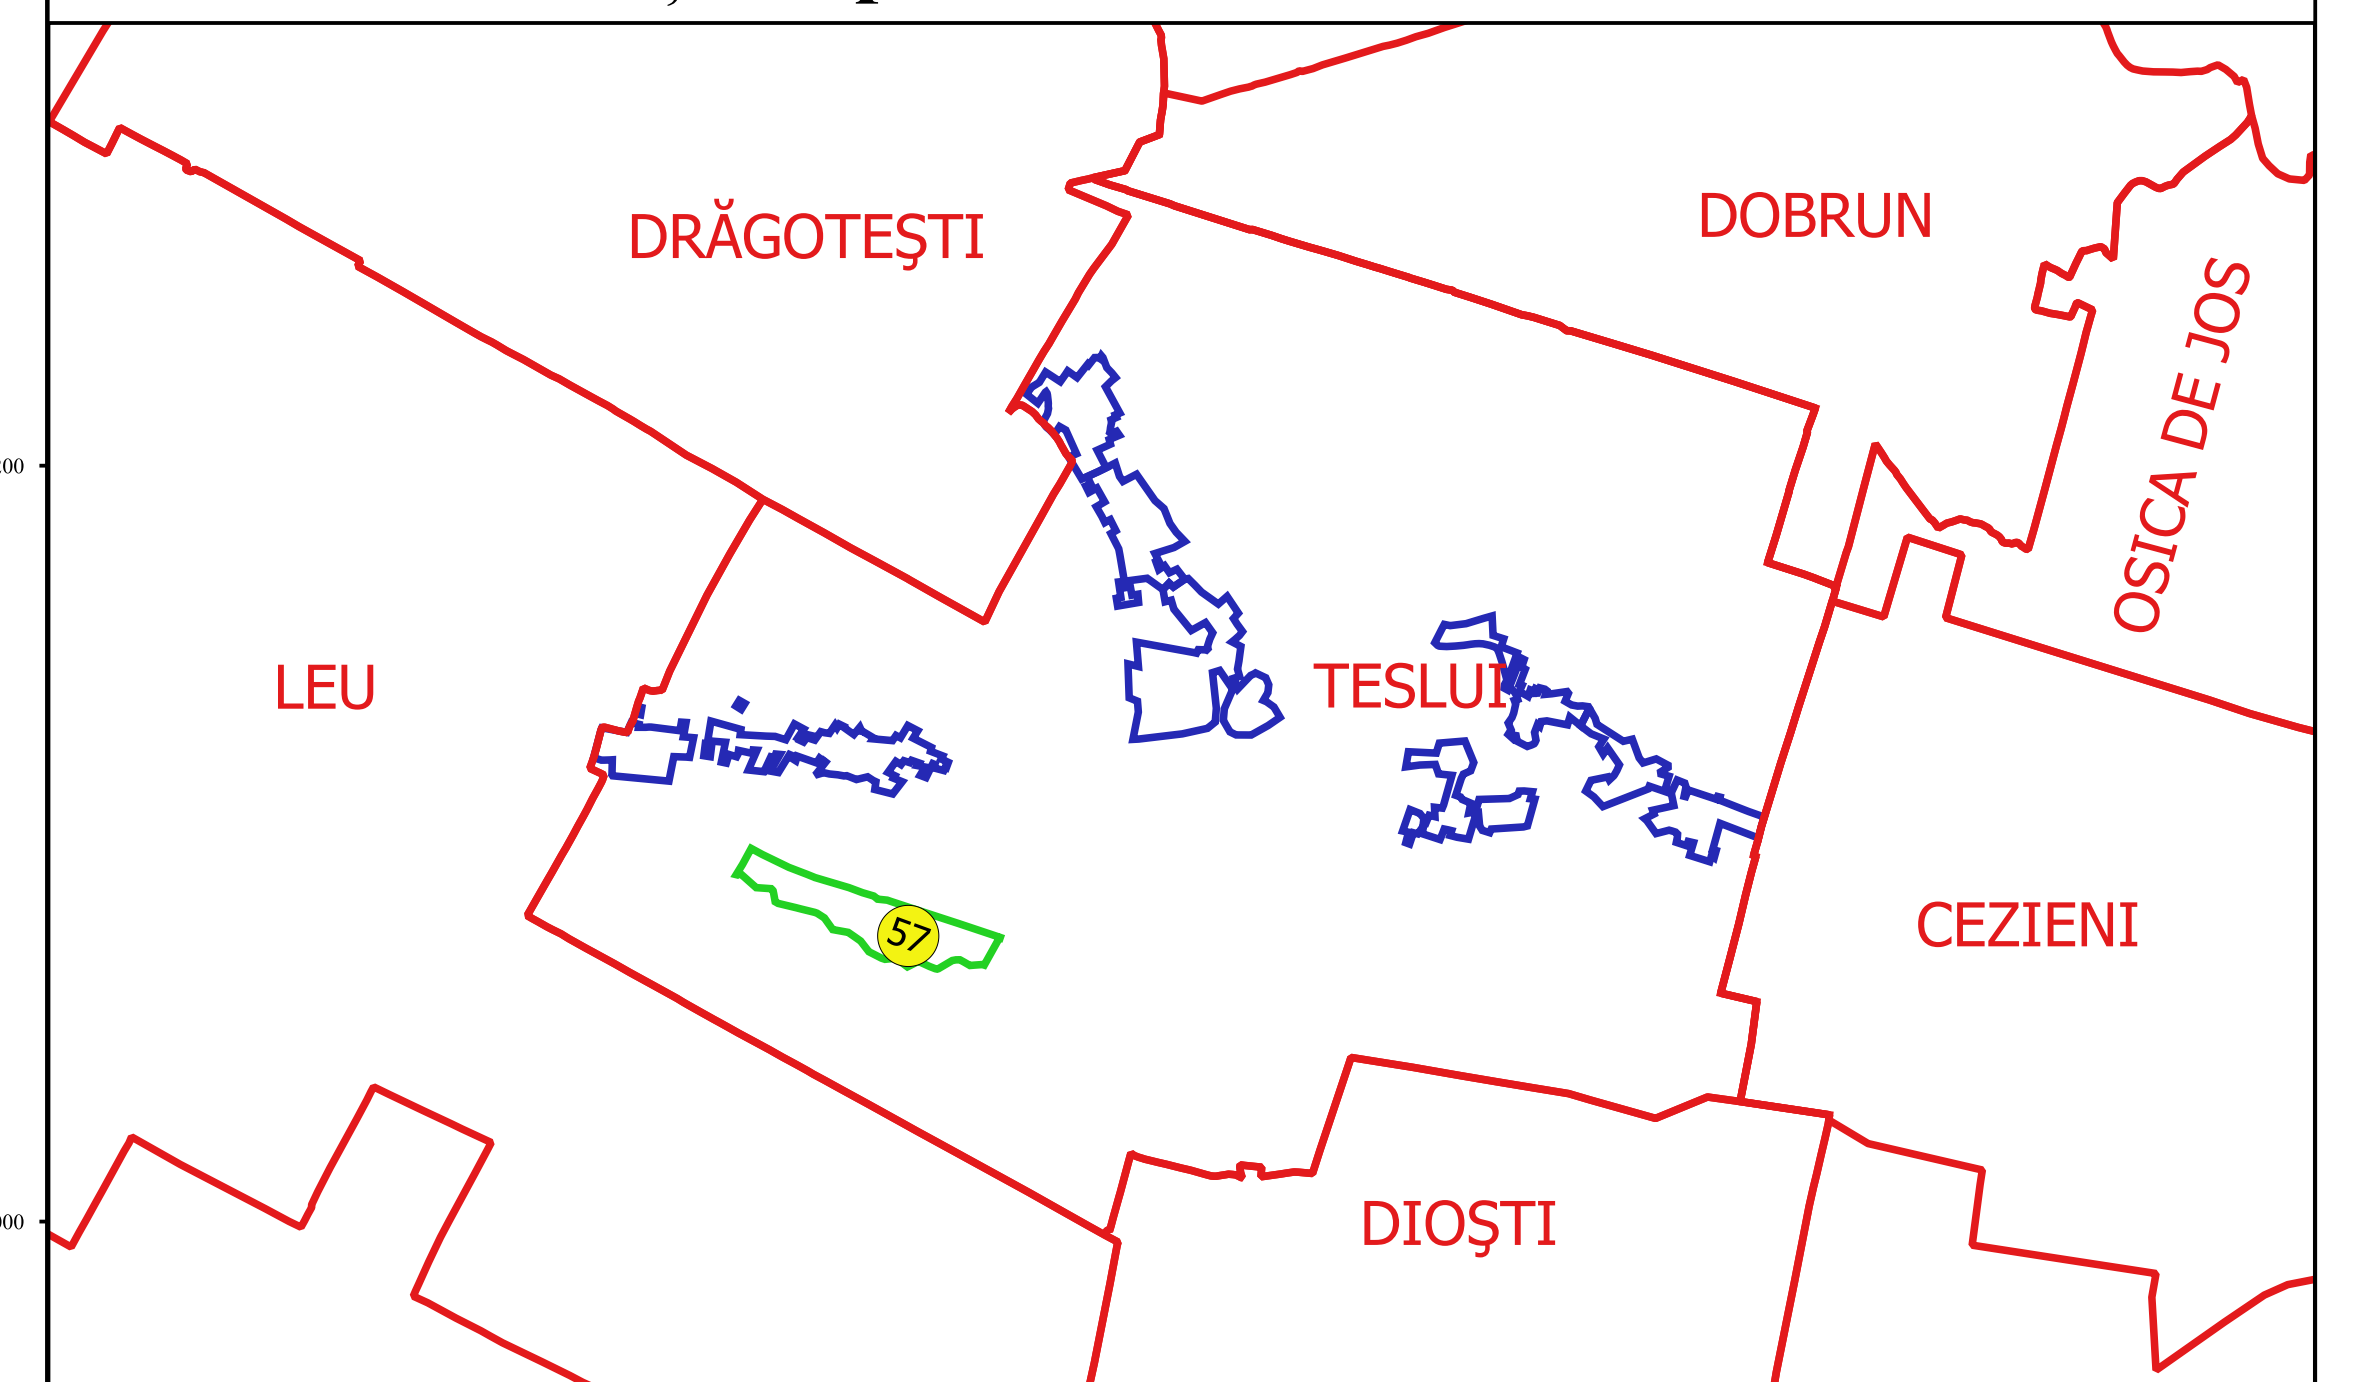 DOBRUN
DRĂGOTEŞTI
OSICA DE JOS
LEU
TESLUI
57
CEZIENI
DIOŞTI